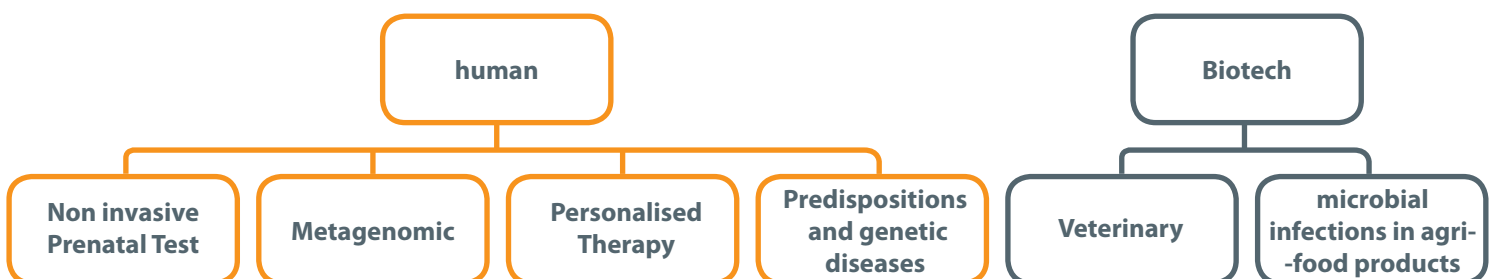 human
Biotech
Non invasive
Prenatal Test
Metagenomic
Personalised
Therapy
Predispositions
and genetic
diseases
Veterinary
microbial
infections in agri-
-food products